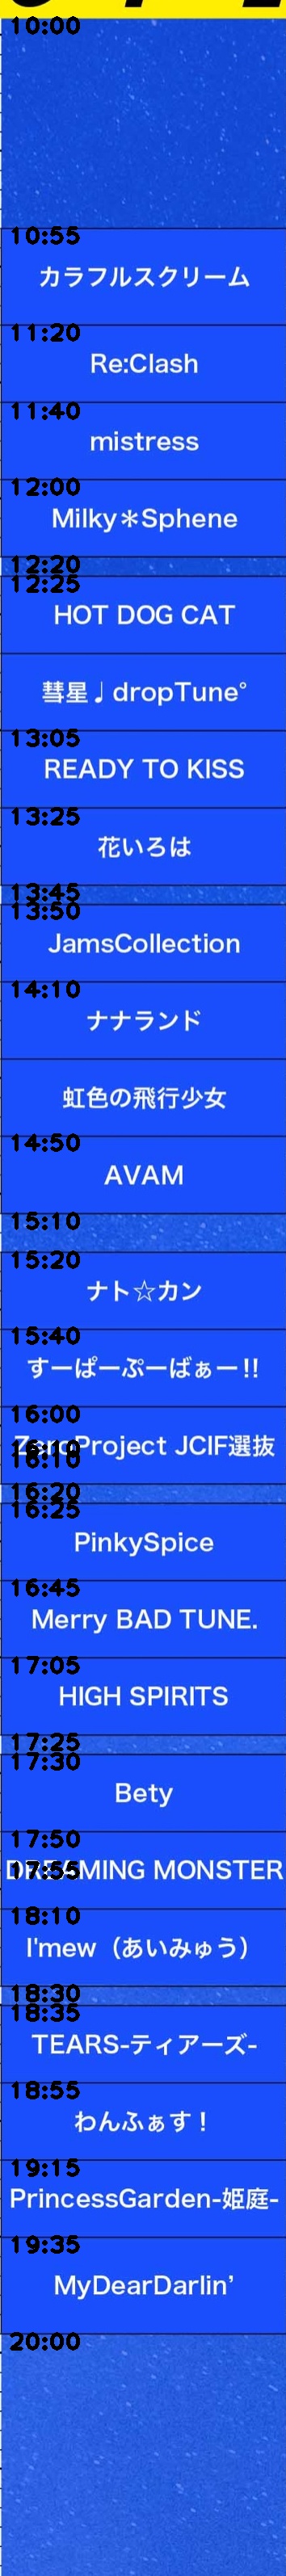 10:00
10:55
カラフルスクリーム
11:20
Re:Clash
11:40
mistress
12:00
Milky＊Sphene
12:20
12:25
HOT DOG CAT
彗星♩dropTune°
13:05
READY TO KISS
13:25
花いろは
13:45
13:50
JamsCollection
14:10
ナナランド
虹色の飛行少女
14:50
AVAM
15:10
15:20
ナト☆カン
15:40
すーぱーぷーばぁー!!
16:00
Project JCIF選抜
16:10
16:20
16:25
PinkySpice
16:45
Merry BAD TUNE.
17:05
HIGH SPIRITS
17:25
17:30
Bety
17:50
17:55
MONSTER
18:10
I'mew（あいみゅう）
18:30
18:35
TEARS-ティアーズ-
18:55
わんふぁす！
19:15
PrincessGarden-姫庭-
19:35
MyDearDarlin’
20:00